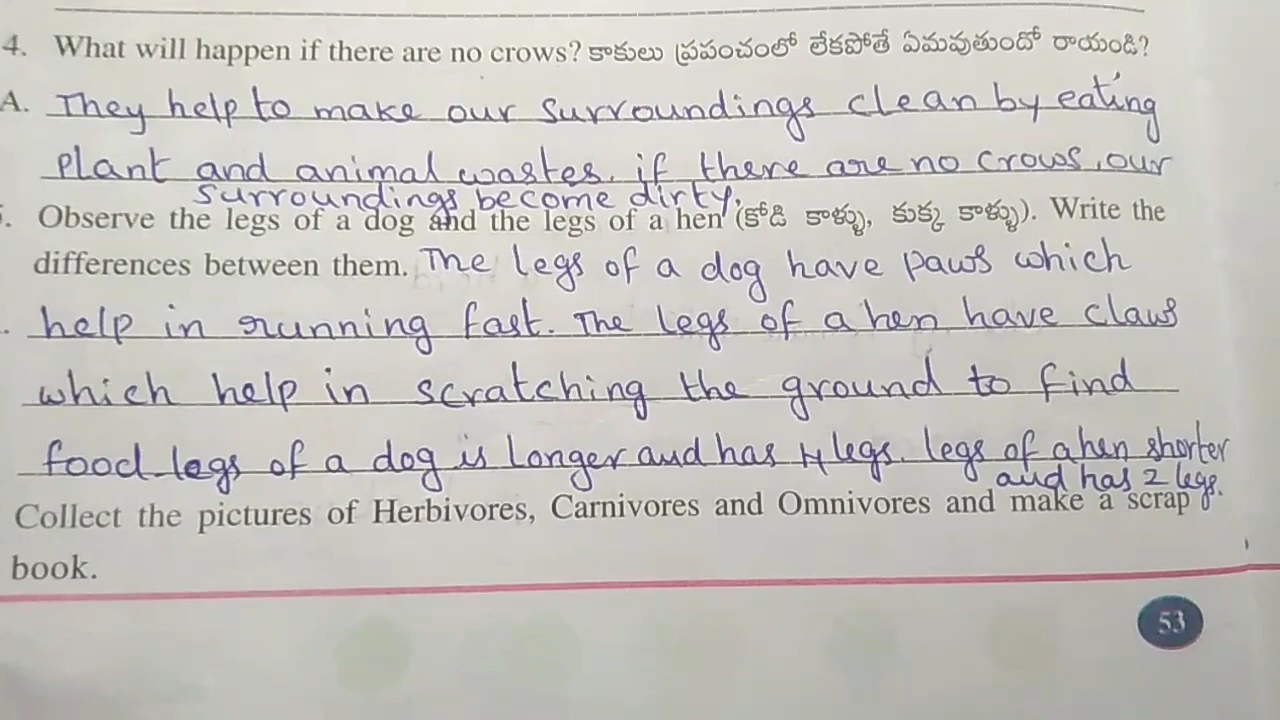 4. What will happen if there are no crows? కాకులు ప్రపంచంలో లేకపోతే ఏమవుతుందో రాయండి?
A. They help to make our surroundings clean by eating
plant and animal wastes. if there are no crows, our
surroundings become dirty.
. Observe the legs of a dog and the legs of a hen (కోడి కాళ్ళు, కుక్క కాళ్ళు). Write the
differences between them. The legs of a dog have paws which
. help in running fast. The legs of a hen have claws
which help in scratching the ground to find
food legs of a dog is longer and has 4 legs. legs of a hen shorter
and has 2 legs.
Collect the pictures of Herbivores, Carnivores and Omnivores and make a scrap
book.
53